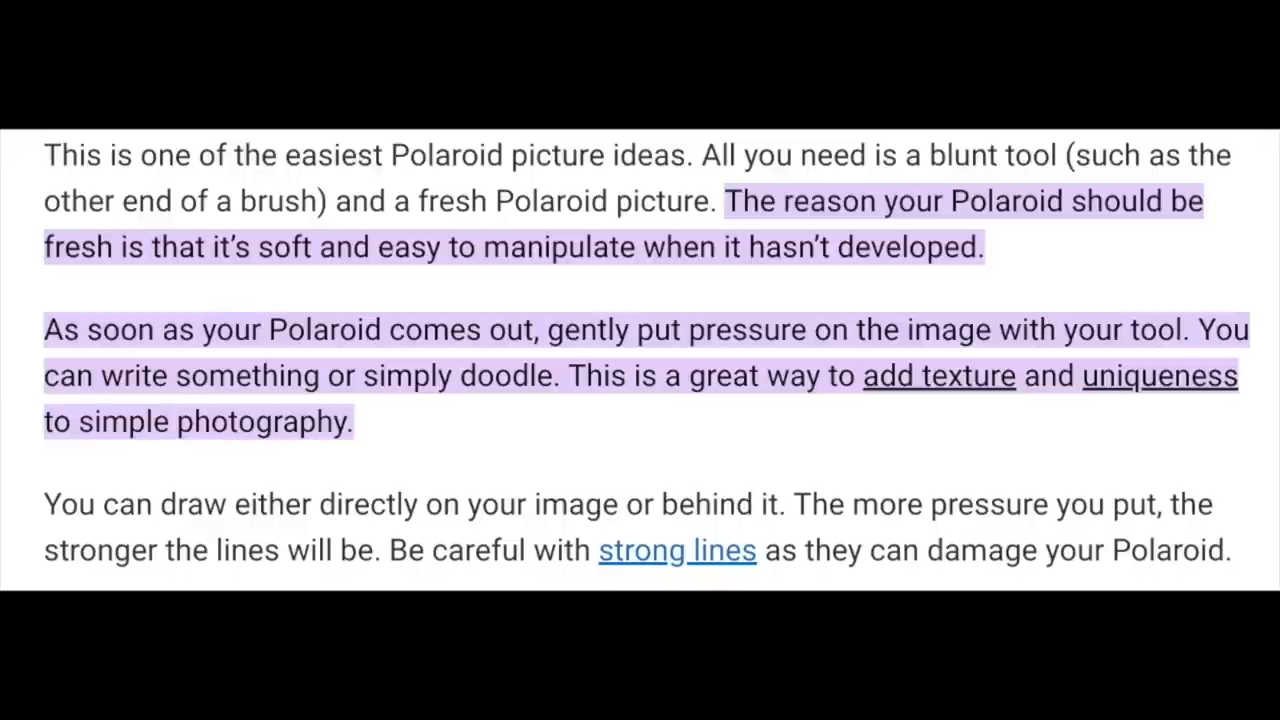 This is one of the easiest Polaroid picture ideas. All you need is a blunt tool (such as the
other end of a brush) and a fresh Polaroid picture. The reason your Polaroid should be
fresh is that it’s soft and easy to manipulate when it hasn’t developed.
As soon as your Polaroid comes out, gently put pressure on the image with your tool. You
can write something or simply doodle. This is a great way to add texture and uniqueness
to simple photography.
You can draw either directly on your image or behind it. The more pressure you put, the
stronger the lines will be. Be careful with strong lines as they can damage your Polaroid.